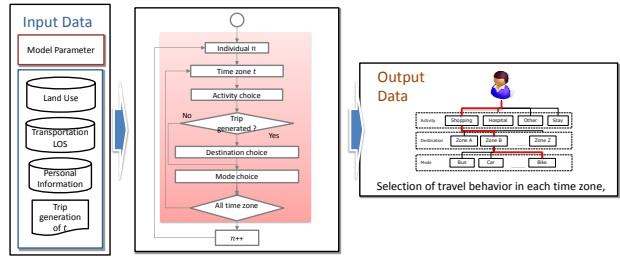 Input Data
Model Parameter
Land Use
Transportation
LOS
Personal
Information
Trip
generation
of t
Individual n
Time zone t
Activity choice
No
Trip
generated ?
Yes
Destination choice
Mode choice
All time zone
n++
Output
Data
Activity Shopping Hospital Other Stay
Destination Zone A Zone B ...... Zone Z
Mode Bus Car ...... Bike
Selection of travel behavior in each time zone,